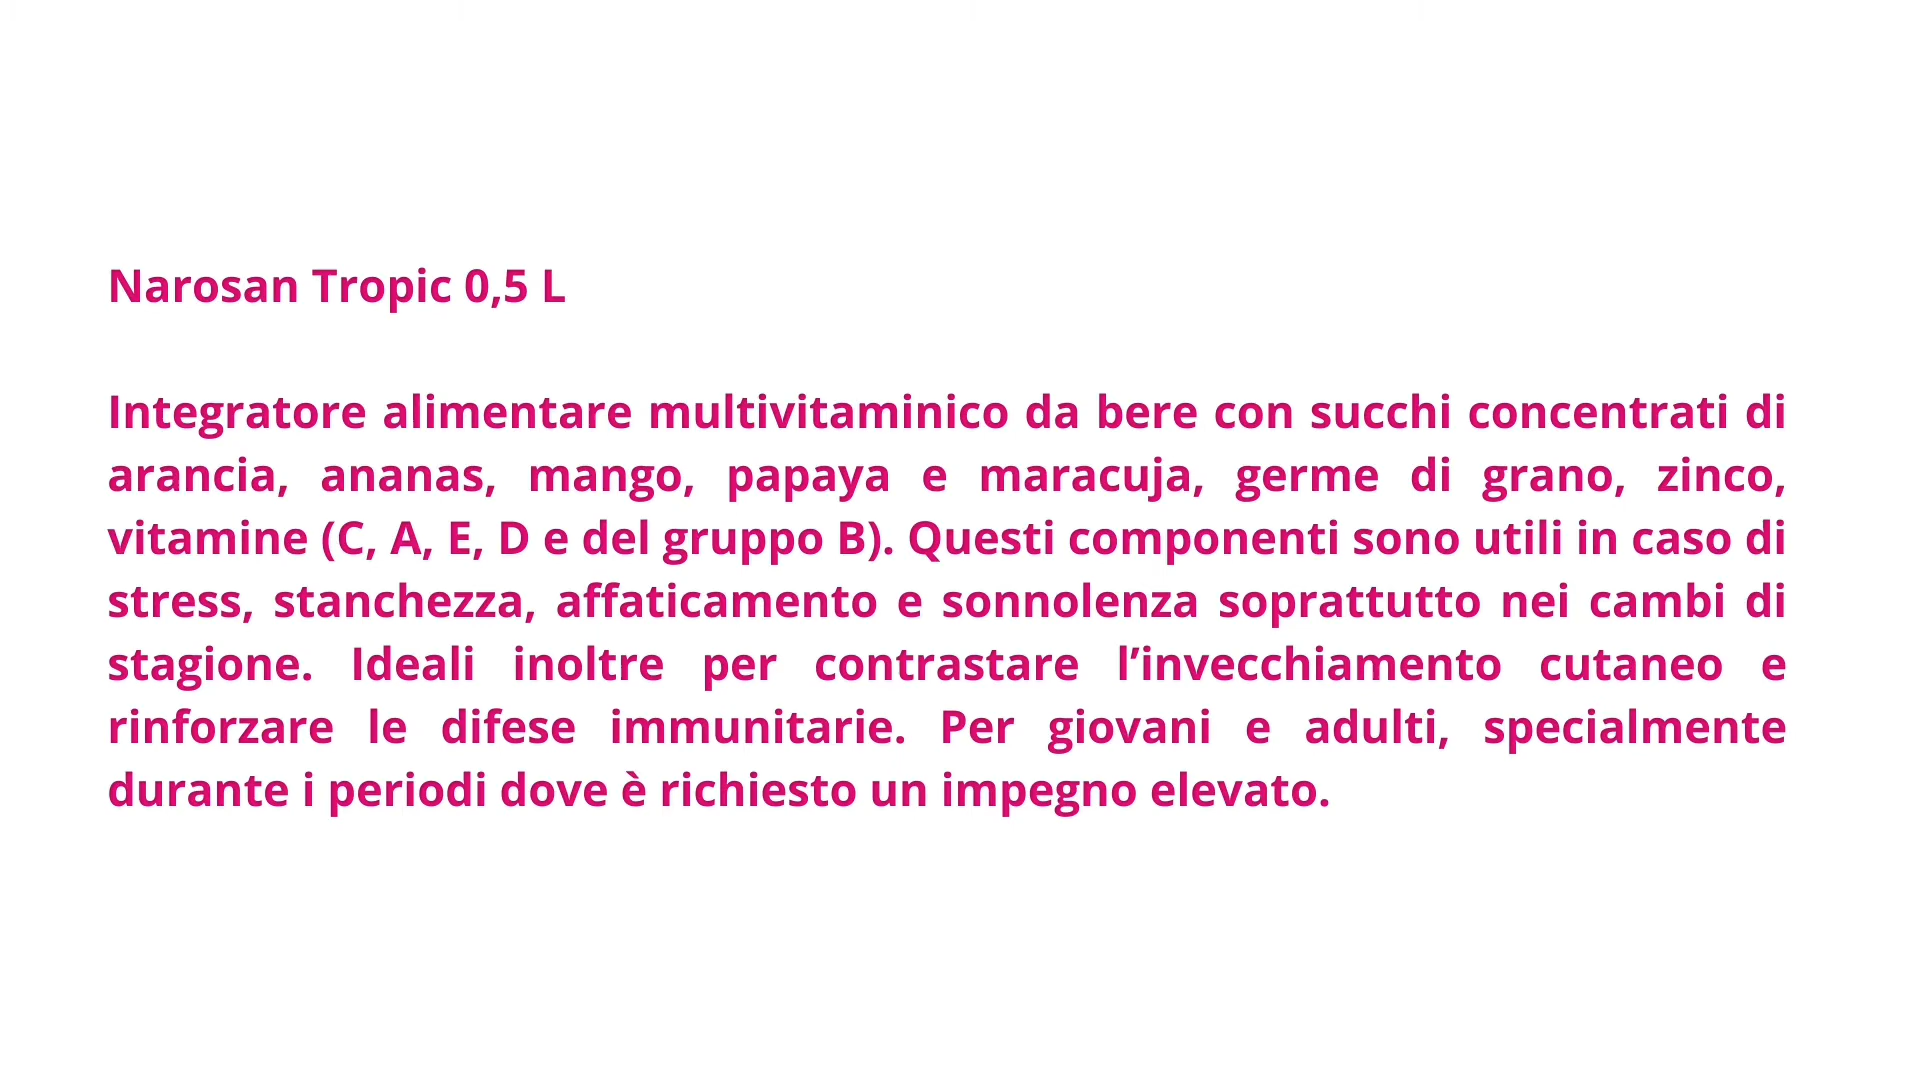 Narosan Tropic 0,5 L
Integratore alimentare multivitaminico da bere con succhi concentrati di
arancia, ananas, mango, papaya e maracuja, germe di grano, zinco,
vitamine (C, A, E, D e del gruppo B). Questi componenti sono utili in caso di
stress, stanchezza, affaticamento e sonnolenza soprattutto nei cambi di
stagione. Ideali inoltre per contrastare l’invecchiamento cutaneo e
rinforzare le difese immunitarie. Per giovani e adulti, specialmente
durante i periodi dove è richiesto un impegno elevato.